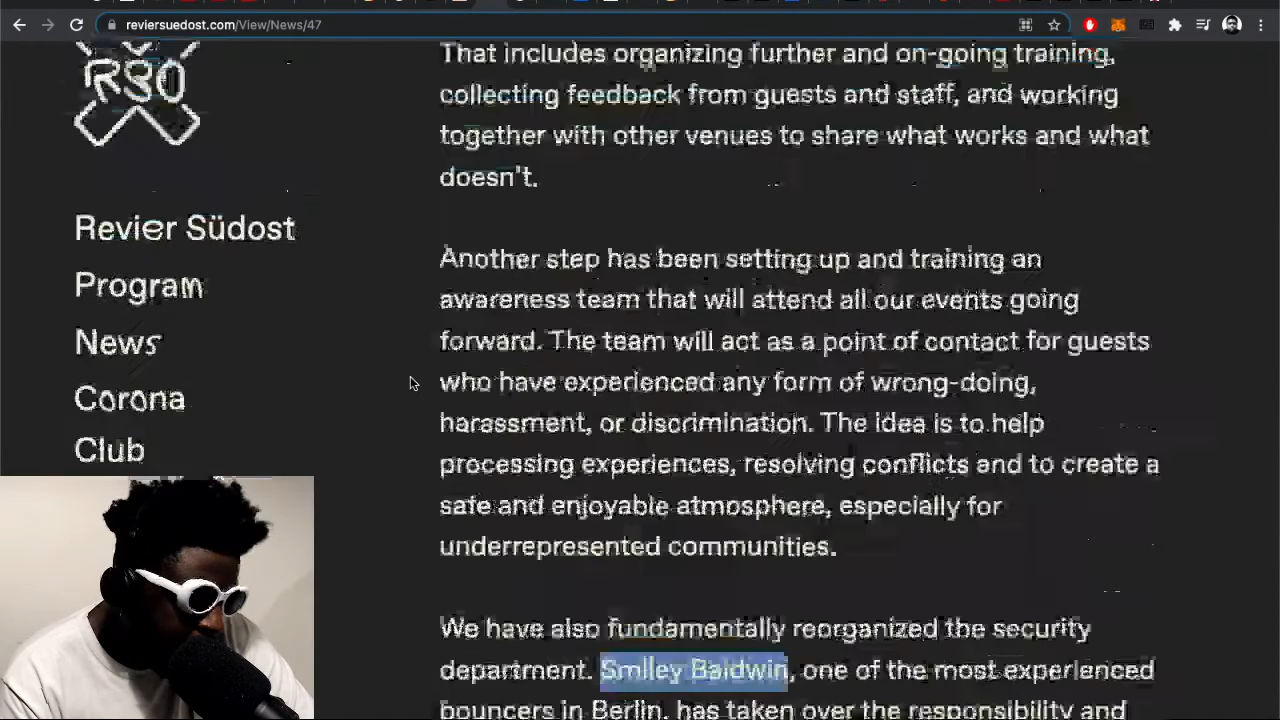 reviersuedost.com/View/News/47
RSO
Revier Südost
Program
News
Corona
Club
That includes organizing further and on-going training,
collecting feedback from guests and staff, and working
together with other venues to share what works and what
doesn't.
Another step has been setting up and training an
awareness team that will attend all our events going
forward. The team will act as a point of contact for guests
who have experienced any form of wrong-doing,
harassment, or discrimination. The idea is to help
processing experiences, resolving conflicts and to create a
safe and enjoyable atmosphere, especially for
underrepresented communities.
We have also fundamentally reorganized the security
department. Smiley Baldwin, one of the most experienced
bouncers in Berlin, has taken over the responsibility and